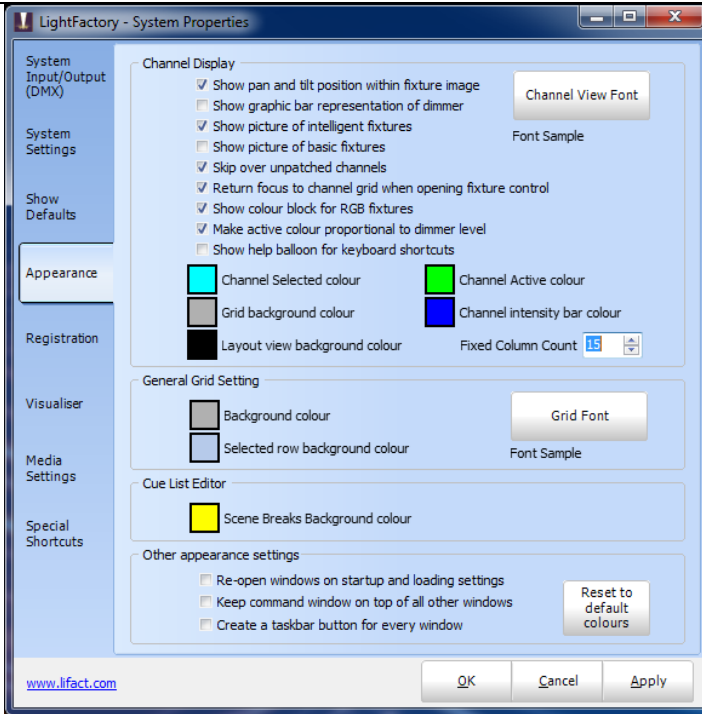 LightFactory - System Properties
System
Input/Output
(DMX)
System
Settings
Show
Defaults
Appearance
Registration
Visualiser
Media
Settings
Special
Shortcuts
Channel Display
Show pan and tilt position within fixture image
Show graphic bar representation of dimmer
Show picture of intelligent fixtures
Show picture of basic fixtures
Skip over unpatched channels
Return focus to channel grid when opening fixture control
Show colour block for RGB fixtures
Make active colour proportional to dimmer level
Show help balloon for keyboard shortcuts
Channel View Font
Font Sample
Channel Selected colour
Channel Active colour
Grid background colour
Channel intensity bar colour
Layout view background colour
Fixed Column Count 15
General Grid Setting
Background colour
Selected row background colour
Grid Font
Font Sample
Cue List Editor
Scene Breaks Background colour
Other appearance settings
Re-open windows on startup and loading settings
Keep command window on top of all other windows
Create a taskbar button for every window
Reset to
default
colours
www.lifact.com
OK
Cancel
Apply